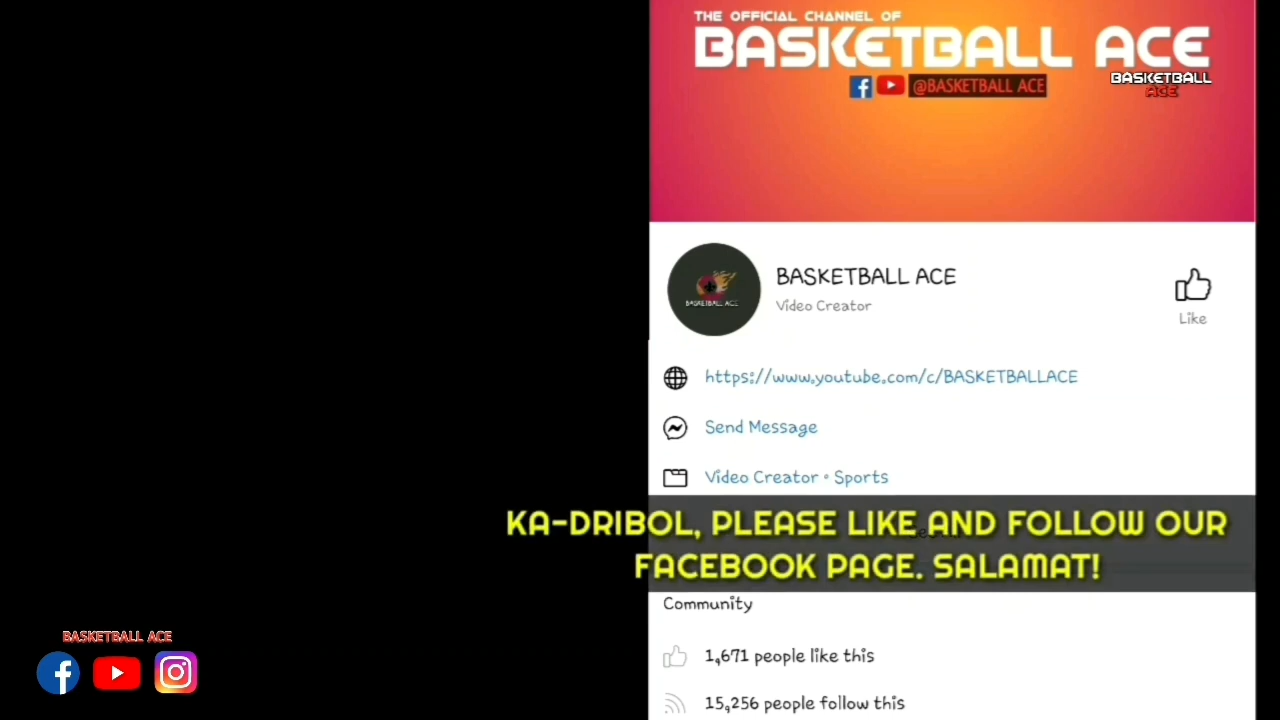 THE OFFICIAL CHANNEL OF
BASKETBALL ACE
@BASKETBALL ACE
BASKETBALL
ACE
BASKETBALL ACE
BASKETBALL ACE
Video Creator
Like
https://www.youtube.com/c/BASKETBALLACE
Send Message
Video Creator • Sports
KA-DRIBOL, PLEASE LIKE AND FOLLOW OUR
FACEBOOK PAGE. SALAMAT!
Community
1,671 people like this
15,256 people follow this
BASKETBALL ACE